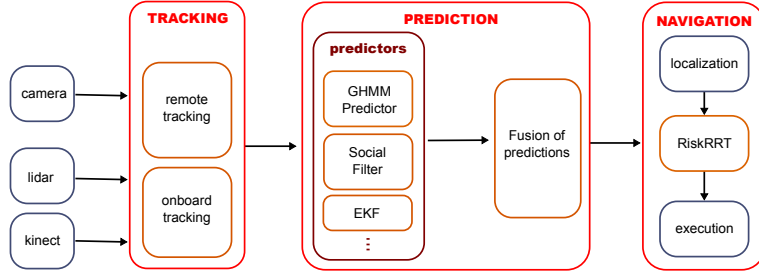 TRACKING
PREDICTION
NAVIGATION
camera
lidar
kinect
remote
tracking
onboard
tracking
predictors
GHMM
Predictor
Social
Filter
EKF
...
Fusion of
predictions
localization
RiskRRT
execution